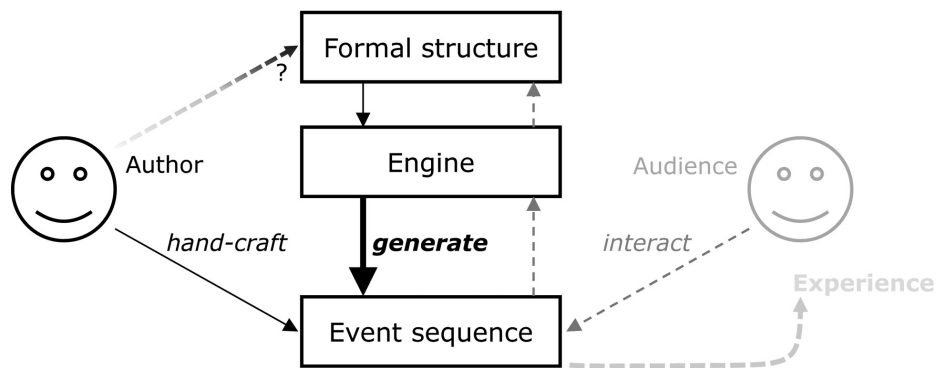 Formal structure
?
Engine
Author
Audience
hand-craft
generate
interact
Experience
Event sequence